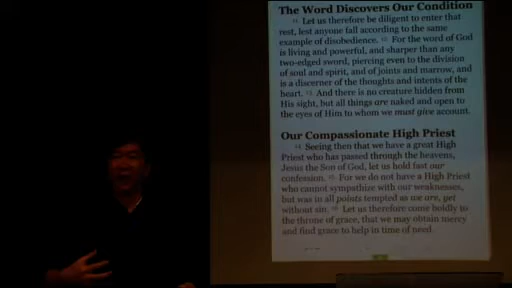 The Word Discovers Our Condition
11 Let us therefore be diligent to enter that
rest, lest anyone fall according to the same
example of disobedience. 12 For the word of God
is living and powerful, and sharper than any
two-edged sword, piercing even to the division
of soul and spirit, and of joints and marrow, and
is a discerner of the thoughts and intents of the
heart. 13 And there is no creature hidden from
His sight, but all things are naked and open to
the eyes of Him to whom we must give account.
Our Compassionate High Priest
14 Seeing then that we have a great High
Priest who has passed through the heavens,
Jesus the Son of God, let us hold fast our
confession. 15 For we do not have a High Priest
who cannot sympathize with our weaknesses,
but was in all points tempted as we are, yet
without sin. 16 Let us therefore come boldly to
the throne of grace, that we may obtain mercy
and find grace to help in time of need.